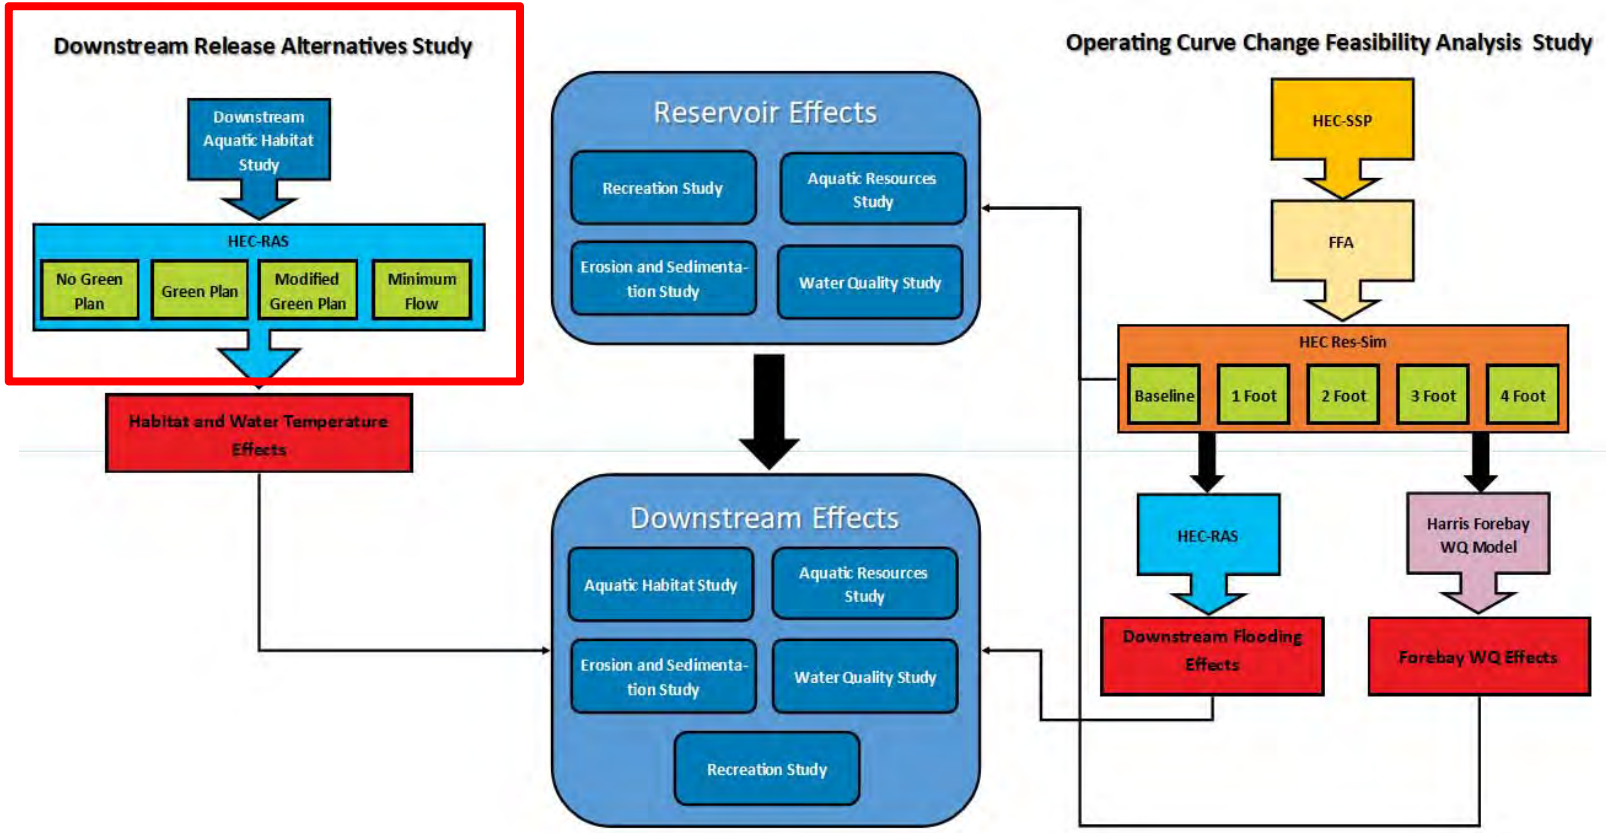 Downstream Release Alternatives Study
Downstream
Aquatic Habitat
Study
HEC-RAS
No Green
Plan
Green Plan
Modified
Green Plan
Minimum
Flow
Habitat and Water Temperature
Effects
Reservoir Effects
Recreation Study
Aquatic Resources
Study
Erosion and Sedimenta-
tion Study
Water Quality Study
Downstream Effects
Aquatic Habitat Study
Aquatic Resources
Study
Erosion and Sedimenta-
tion Study
Water Quality Study
Recreation Study
Operating Curve Change Feasibility Analysis Study
HEC-SSP
FFA
HEC Res-Sim
Baseline
1 Foot
2 Foot
3 Foot
4 Foot
HEC-RAS
Harris Forebay
WQ Model
Downstream Flooding
Effects
Forebay WQ Effects